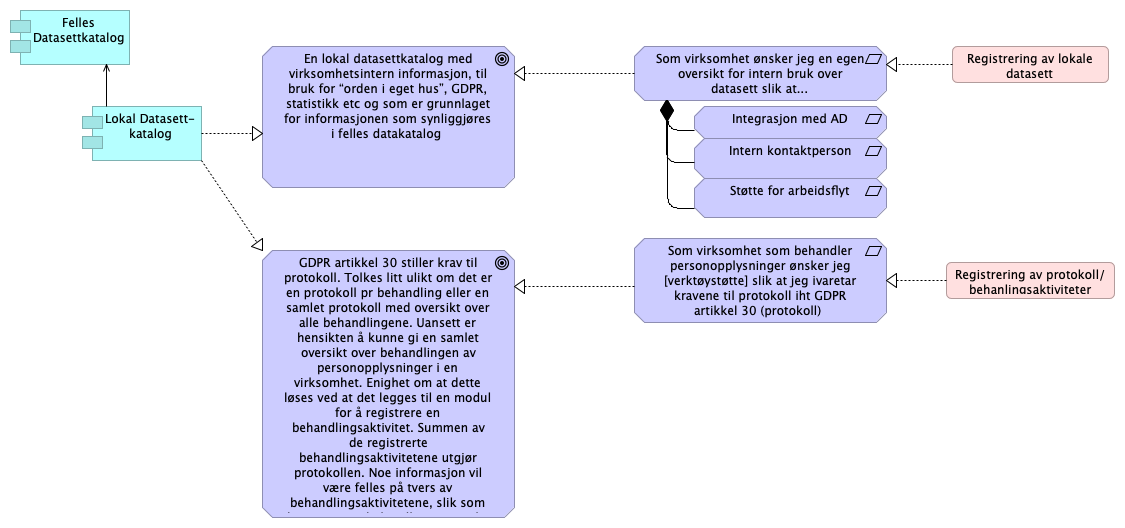 Felles
Datasettkatalog
Lokal Datasett-
katalog
En lokal datasettkatalog med
virksomhetsintern informasjon, til
bruk for “orden i eget hus”, GDPR,
statistikk etc og som er grunnlaget
for informasjonen som synliggjøres
i felles datakatalog
Som virksomhet ønsker jeg en egen
oversikt for intern bruk over
datasett slik at...
Registrering av lokale
datasett
Integrasjon med AD
Intern kontaktperson
Støtte for arbeidsflyt
GDPR artikkel 30 stiller krav til
protokoll. Tolkes litt ulikt om det er
en protokoll pr behandling eller en
samlet protokoll med oversikt over
alle behandlingene. Uansett er
hensikten å kunne gi en samlet
oversikt over behandlingen av
personopplysninger i en
virksomhet. Enighet om at dette
løses ved at det legges til en modul
for å registrere en
behandlingsaktivitet. Summen av
de registrerte
behandlingsaktivitetene utgjør
protokollen. Noe informasjon vil
være felles på tvers av
behandlingsaktivitetene, slik som
Som virksomhet som behandler
personopplysninger ønsker jeg
[verktøystøtte] slik at jeg ivaretar
kravene til protokoll iht GDPR
artikkel 30 (protokoll)
Registrering av protokoll/
behanlingsaktiviteter